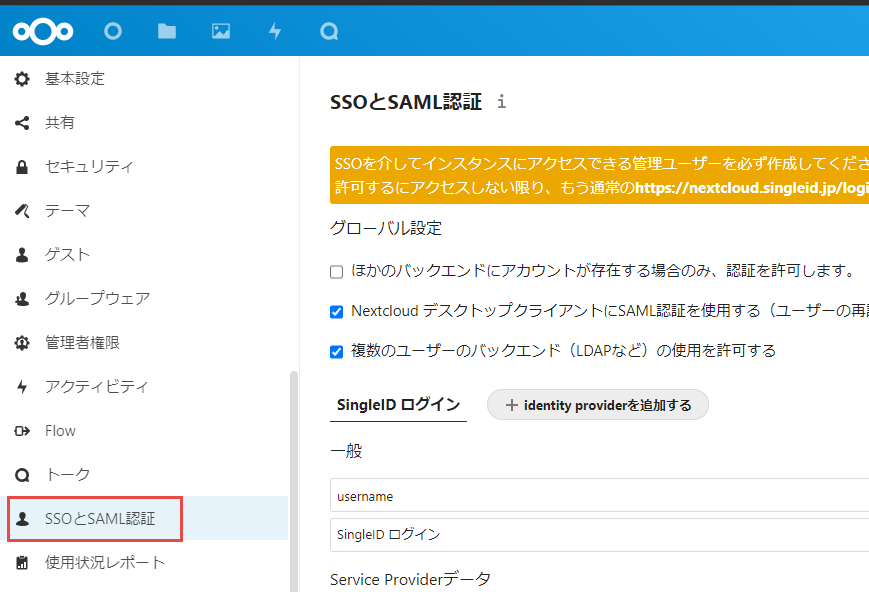 基本設定
共有
セキュリティ
テーマ
ゲスト
グループウェア
管理者権限
アクティビティ
Flow
トーク
SSOとSAML認証
使用状況レポート
SSOとSAML認証
SSOを介してインスタンスにアクセスできる管理ユーザーを必ず作成してくださ
許可するにアクセスしない限り、もう通常のhttps://nextcloud.singleid.jp/logi
グローバル設定
ほかのバックエンドにアカウントが存在する場合のみ、認証を許可します。
Nextcloud デスクトップクライアントにSAML認証を使用する（ユーザーの再認
複数のユーザーのバックエンド（LDAPなど）の使用を許可する
SingleID ログイン
identity providerを追加する
一般
username
SingleID ログイン
Service Providerデータ